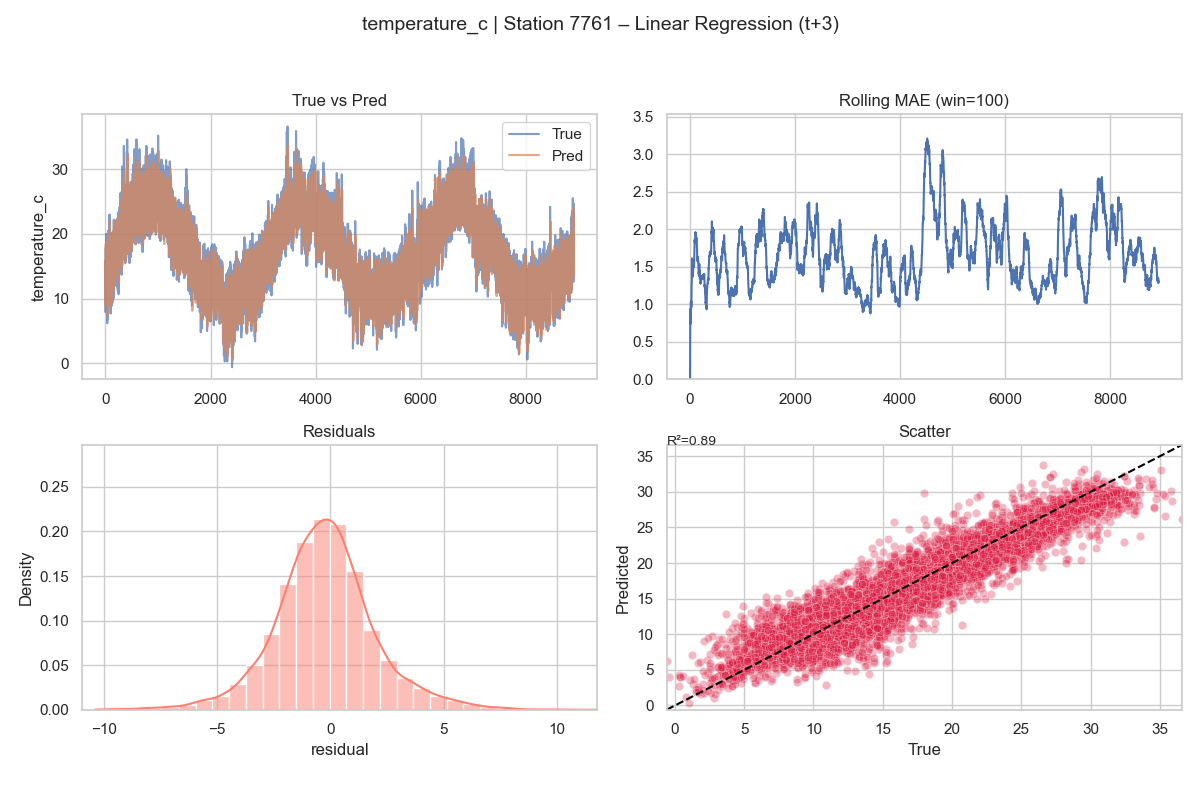 temperature_c | Station 7761 – Linear Regression (t+3)
True vs Pred
Rolling MAE (win=100)
True
Pred
temperature_c
30
20
10
0
0 2000 4000 6000 8000
3.5
3.0
2.5
2.0
1.5
1.0
0.5
0.0
0 2000 4000 6000 8000
Residuals
Scatter
R²=0.89
Density
0.25
0.20
0.15
0.10
0.05
0.00
−10 −5 0 5 10
residual
Predicted
35
30
25
20
15
10
5
0
0 5 10 15 20 25 30 35
True